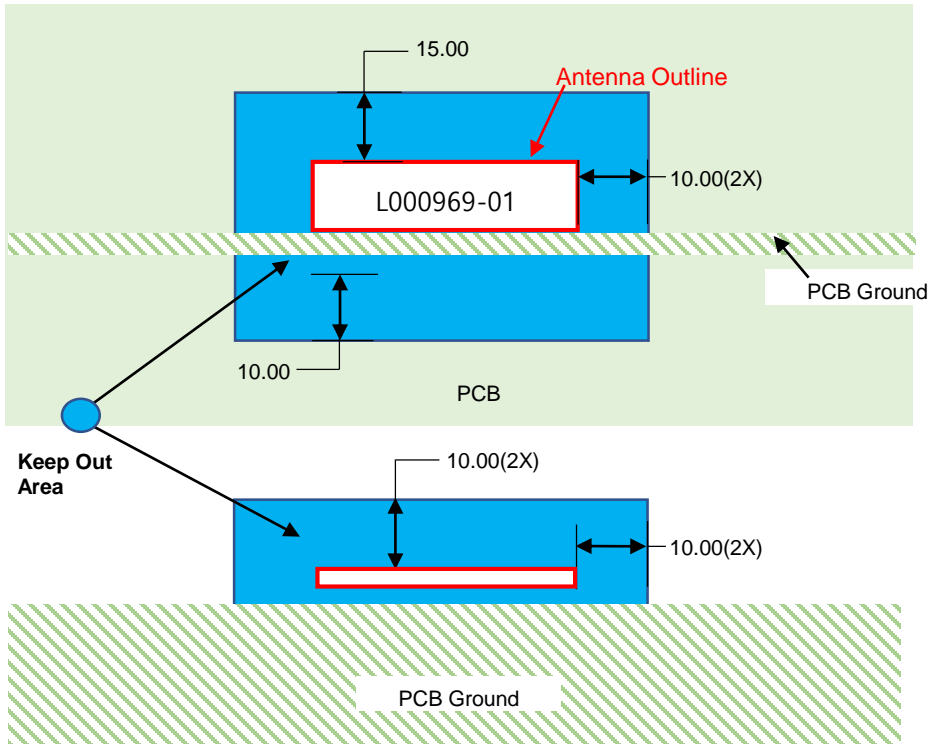 15.00
Antenna Outline
10.00(2X)
L000969-01
PCB Ground
10.00
PCB
Keep Out
Area
10.00(2X)
10.00(2X)
PCB Ground